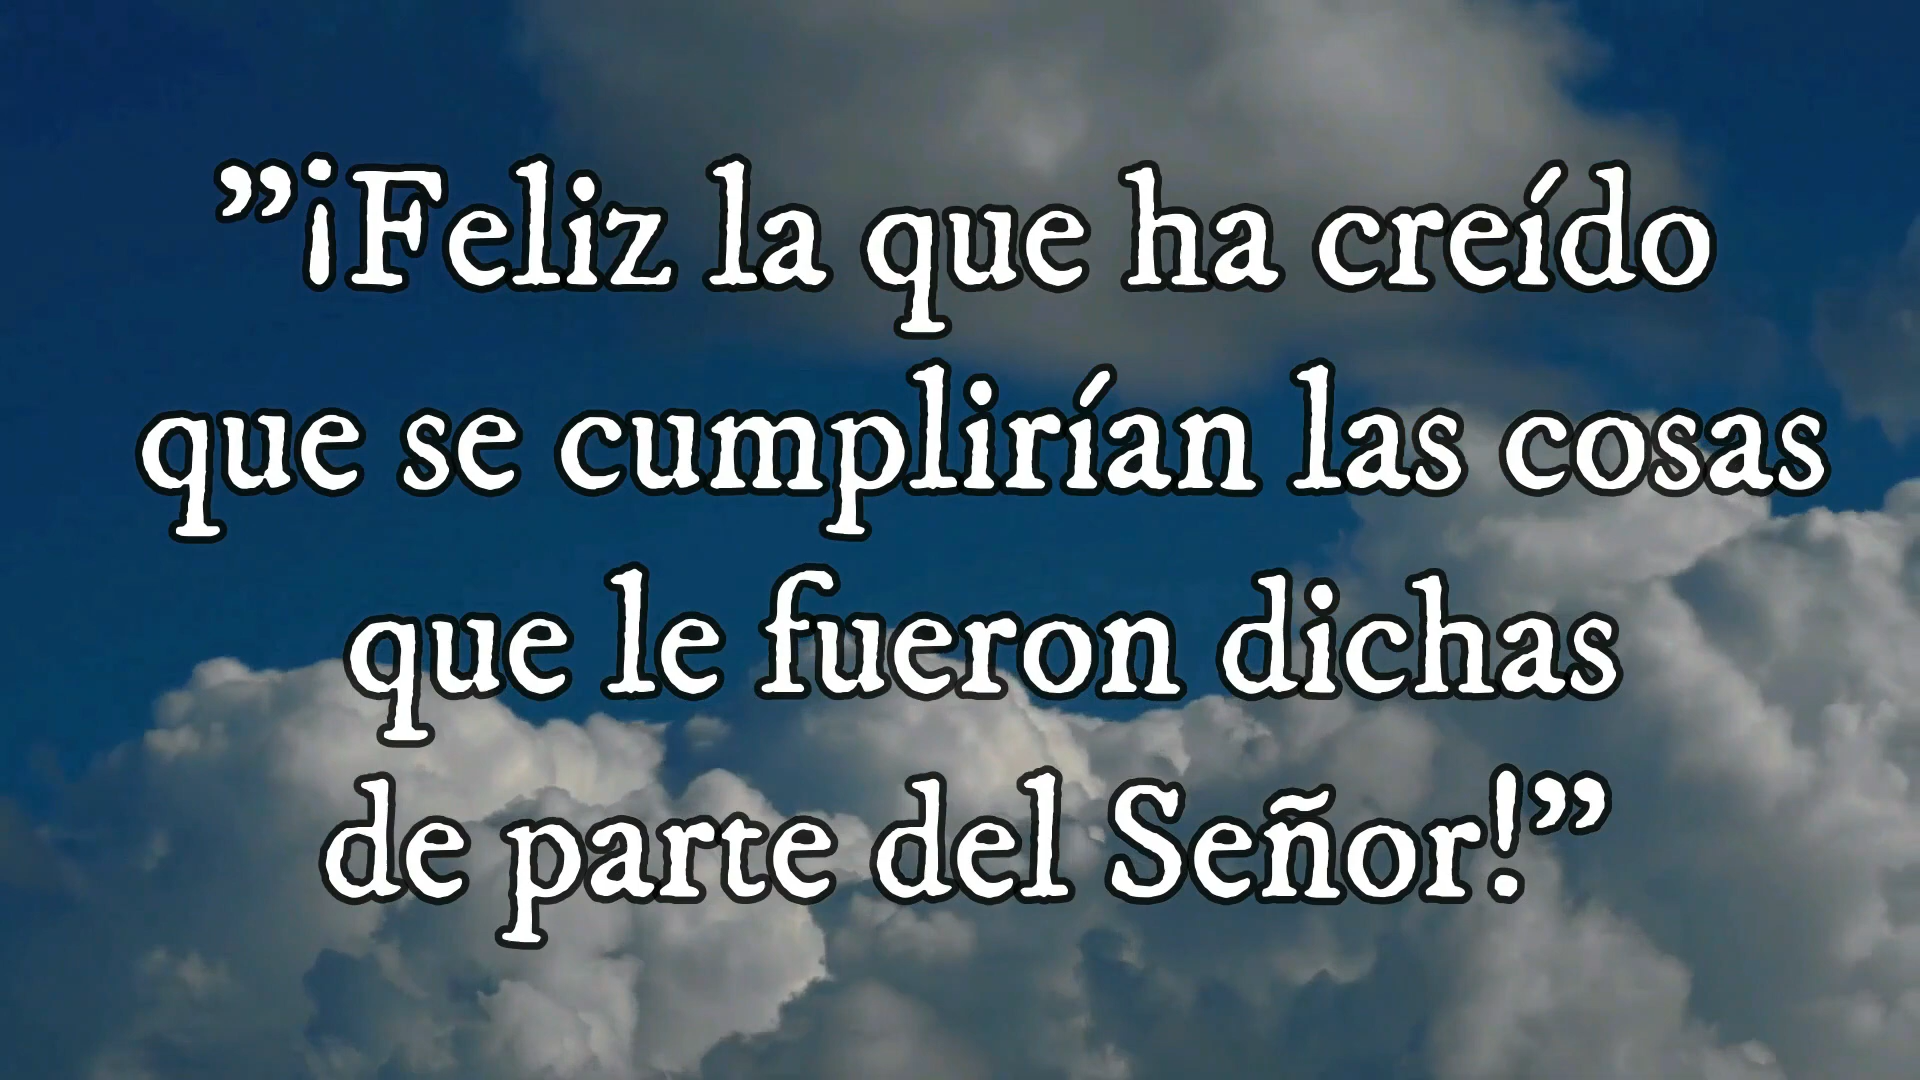 ”¡Feliz la que ha creído
que se cumplirían las cosas
que le fueron dichas
de parte del Señor!”